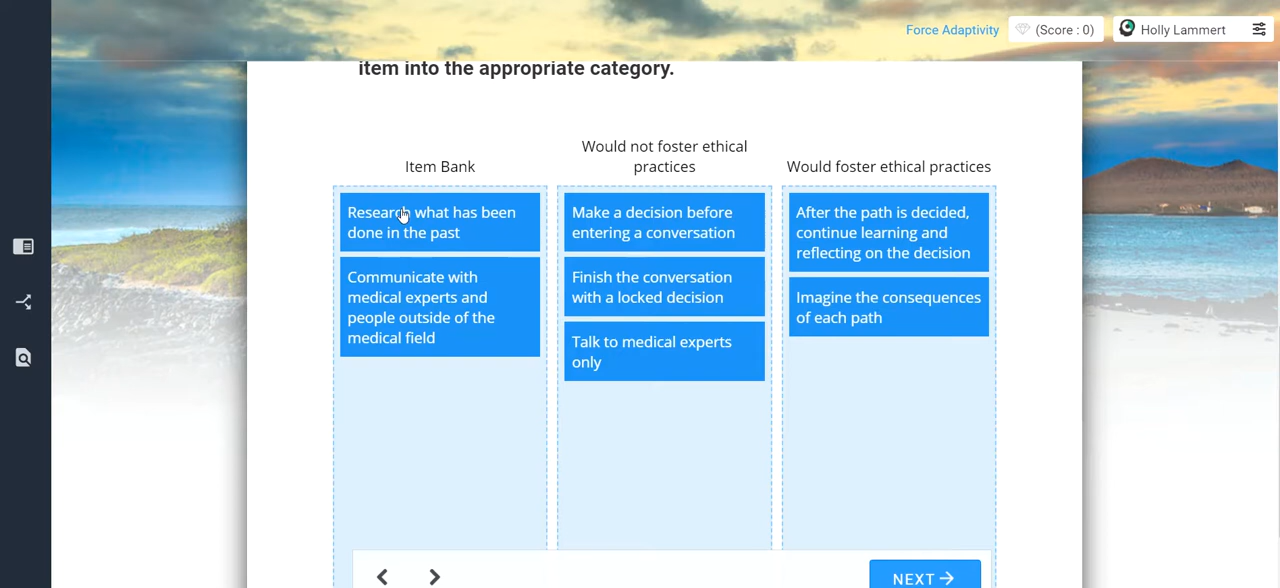 Force Adaptivity
(Score : 0)
Holly Lammert
item into the appropriate category.
Item Bank
Would not foster ethical
practices
Would foster ethical practices
Research what has been
done in the past
Communicate with
medical experts and
people outside of the
medical field
Make a decision before
entering a conversation
Finish the conversation
with a locked decision
Talk to medical experts
only
After the path is decided,
continue learning and
reflecting on the decision
Imagine the consequences
of each path
NEXT